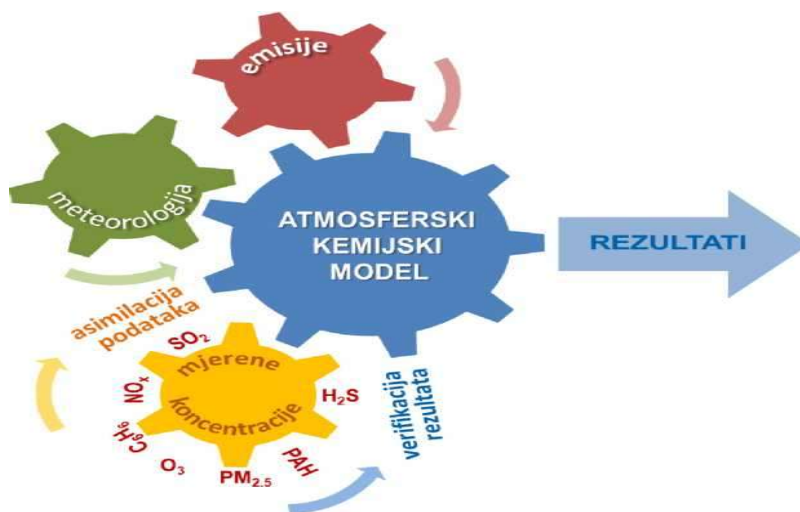 emisije
meteorologija
ATMOSFERSKI
KEMIJSKI
MODEL
REZULTATI
asimilacija
podataka
SO₂
mjerene
NOₓ
koncentracije
H₂S
C₆H₆
O₃
PM₂.₅
PAH
verifikacija
rezultata